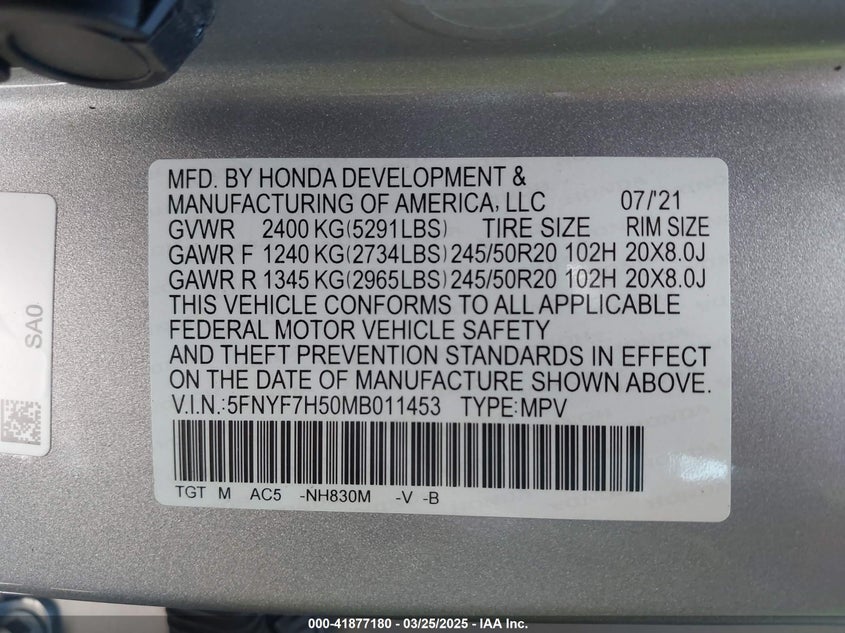 MFD. BY HONDA DEVELOPMENT &
MANUFACTURING OF AMERICA, LLC 07/'21
GVWR 2400 KG(5291LBS) TIRE SIZE RIM SIZE
GAWR F 1240 KG(2734LBS) 245/50R20 102H 20X8.0J
GAWR R 1345 KG(2965LBS) 245/50R20 102H 20X8.0J
THIS VEHICLE CONFORMS TO ALL APPLICABLE
FEDERAL MOTOR VEHICLE SAFETY
AND THEFT PREVENTION STANDARDS IN EFFECT
ON THE DATE OF MANUFACTURE SHOWN ABOVE.
V.I.N.:5FNYF7H50MB011453 TYPE:MPV
TGT M AC5 -NH830M -V -B
SA0
000-41877180 - 03/25/2025 - IAA Inc.